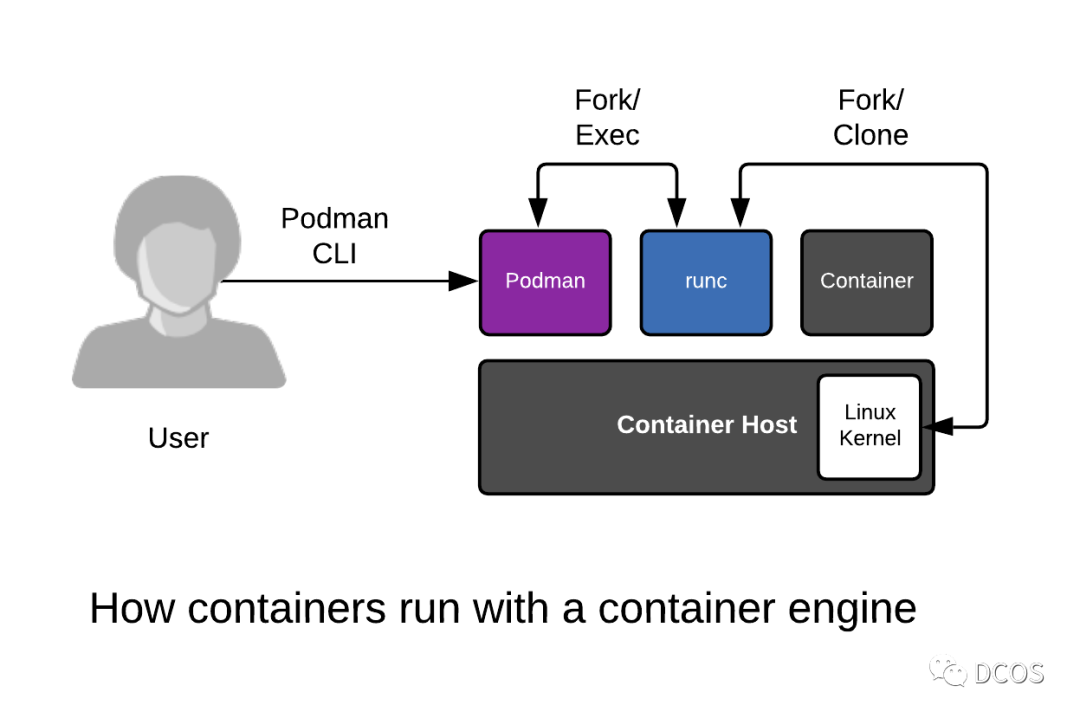 Fork/
Exec
Fork/
Clone
Podman
CLI
Podman
runc
Container
Container Host
Linux
Kernel
User
How containers run with a container engine
DCOS